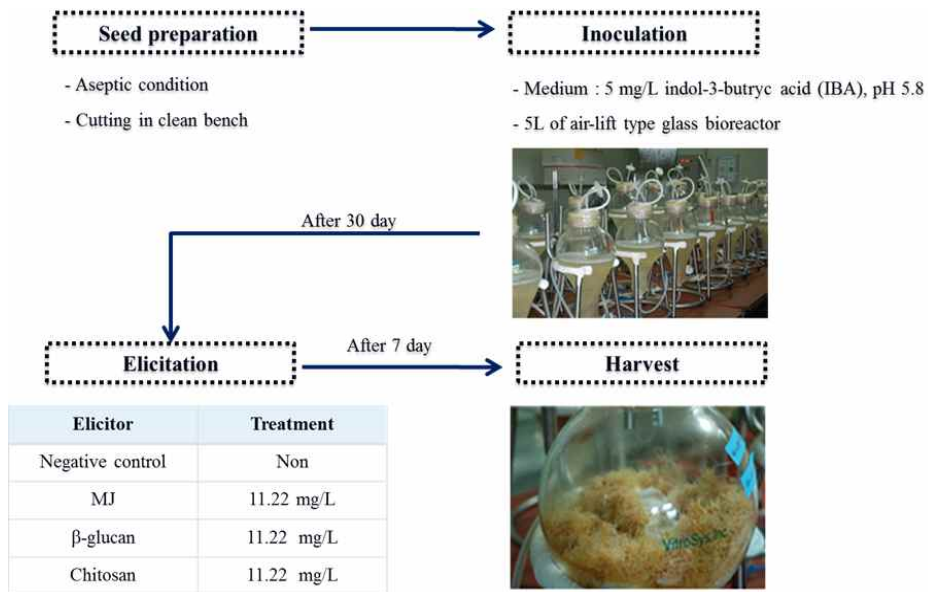 Seed preparation
Inoculation
- Aseptic condition
- Cutting in clean bench
- Medium : 5 mg/L indol-3-butryc acid (IBA), pH 5.8
- 5L of air-lift type glass bioreactor
After 30 day
Elicitation
After 7 day
Harvest
Elicitor Treatment
Negative control Non
MJ 11.22 mg/L
β-glucan 11.22 mg/L
Chitosan 11.22 mg/L
VitroSys.Inc